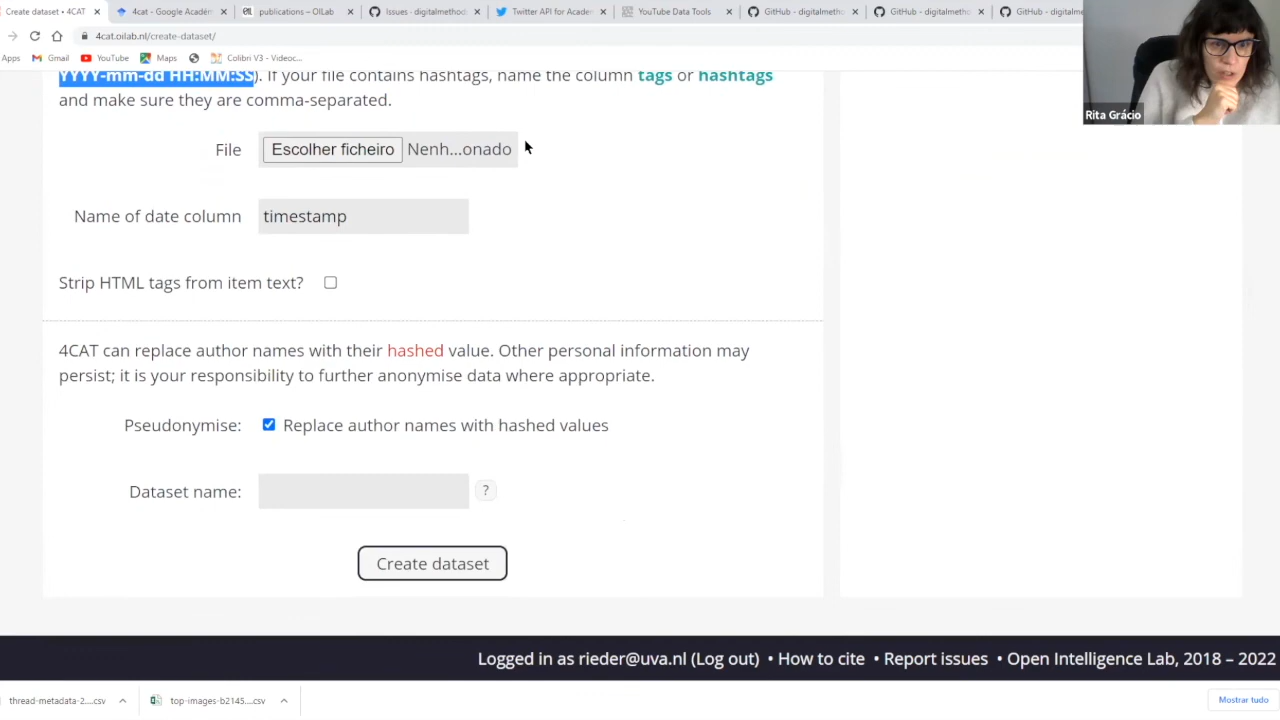 Create dataset • 4CAT
4cat - Google Académ
publications – OILab
Issues · digitalmethod
Twitter API for Academ
YouTube Data Tools
GitHub - digitalmetho
GitHub - digitalmetho
GitHub - digitalmeth
4cat.oilab.nl/create-dataset/
Apps
Gmail
YouTube
Maps
Colibri V3 - Videoc...
YYYY-mm-dd HH:MM:SS). If your file contains hashtags, name the column tags or hashtags
and make sure they are comma-separated.
Rita Grácio
File
Escolher ficheiro
Nenh...onado
Name of date column
timestamp
Strip HTML tags from item text?
4CAT can replace author names with their hashed value. Other personal information may
persist; it is your responsibility to further anonymise data where appropriate.
Pseudonymise:
Replace author names with hashed values
Dataset name:
?
Create dataset
Logged in as rieder@uva.nl (Log out) • How to cite • Report issues • Open Intelligence Lab, 2018 – 2022
thread-metadata-2....csv
top-images-b2145....csv
Mostrar tudo